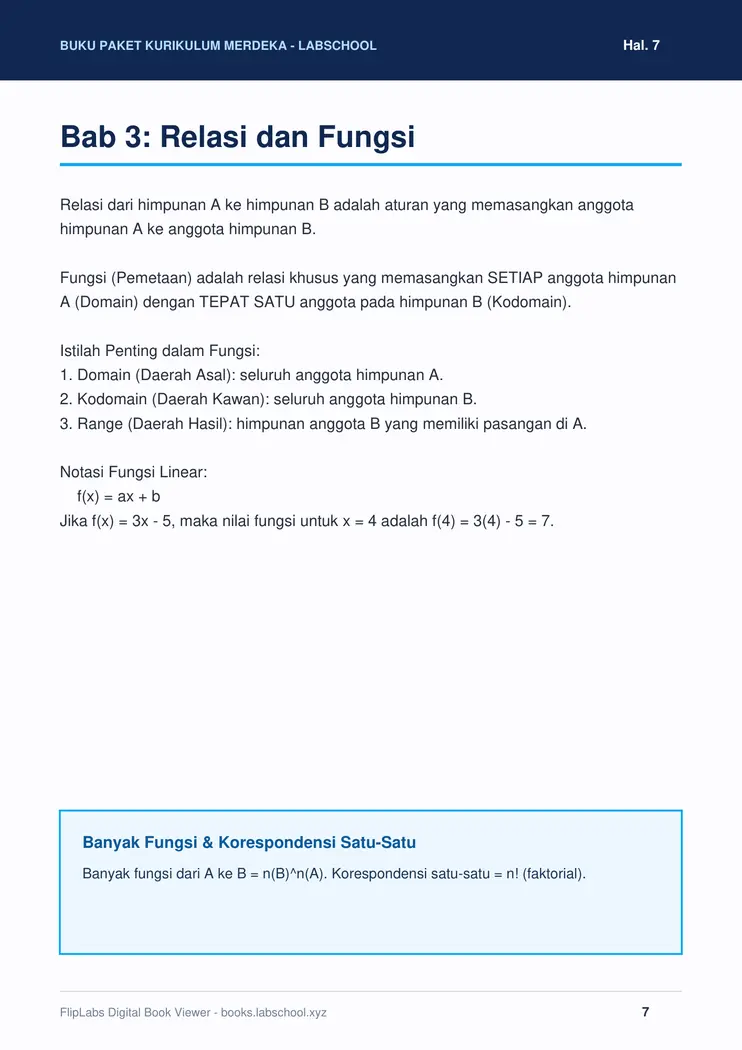 BUKU PAKET KURIKULUM MERDEKA - LABSCHOOL
Hal. 7
Bab 3: Relasi dan Fungsi
Relasi dari himpunan A ke himpunan B adalah aturan yang memasangkan anggota
himpunan A ke anggota himpunan B.
Fungsi (Pemetaan) adalah relasi khusus yang memasangkan SETIAP anggota himpunan
A (Domain) dengan TEPAT SATU anggota pada himpunan B (Kodomain).
Istilah Penting dalam Fungsi:
1. Domain (Daerah Asal): seluruh anggota himpunan A.
2. Kodomain (Daerah Kawan): seluruh anggota himpunan B.
3. Range (Daerah Hasil): himpunan anggota B yang memiliki pasangan di A.
Notasi Fungsi Linear:
f(x) = ax + b
Jika f(x) = 3x - 5, maka nilai fungsi untuk x = 4 adalah f(4) = 3(4) - 5 = 7.
Banyak Fungsi & Korespondensi Satu-Satu
Banyak fungsi dari A ke B = n(B)^n(A). Korespondensi satu-satu = n! (faktorial).
FlipLabs Digital Book Viewer - books.labschool.xyz
7